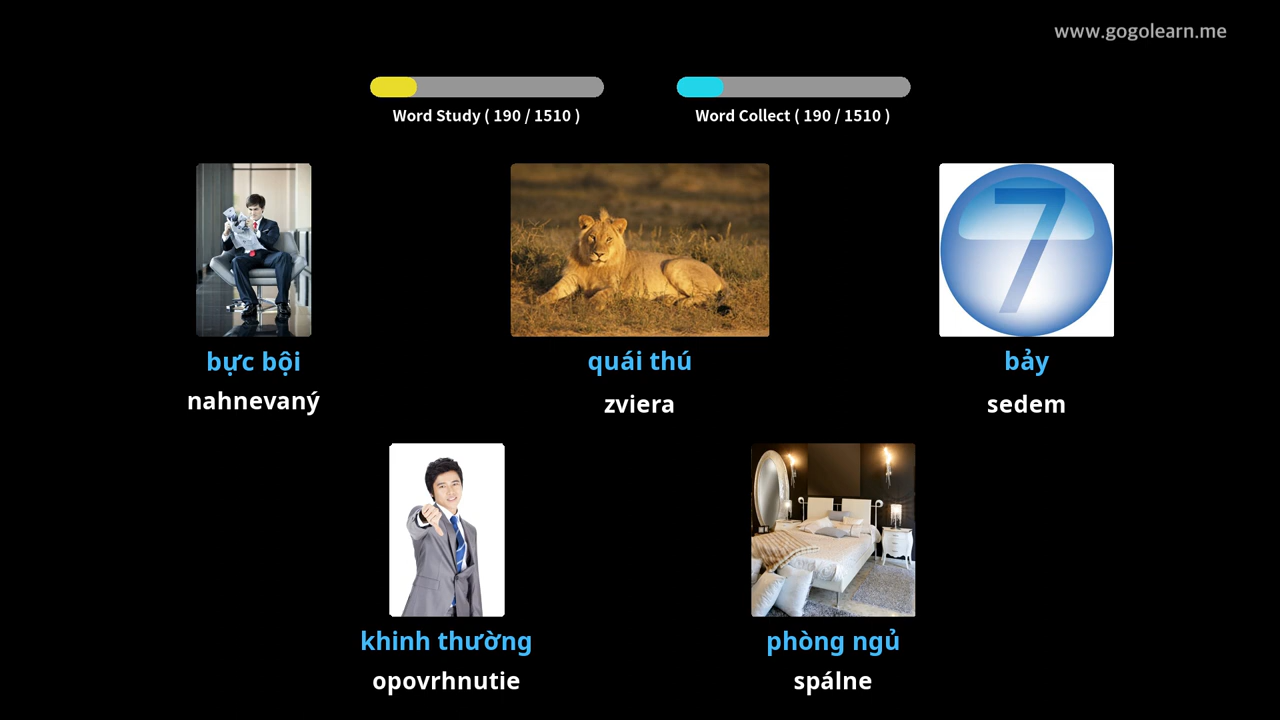 www.gogolearn.me
Word Study ( 190 / 1510 )
Word Collect ( 190 / 1510 )
bực bội
nahnevaný
quái thú
zviera
bảy
sedem
7
khinh thường
opovrhnutie
phòng ngủ
spálne